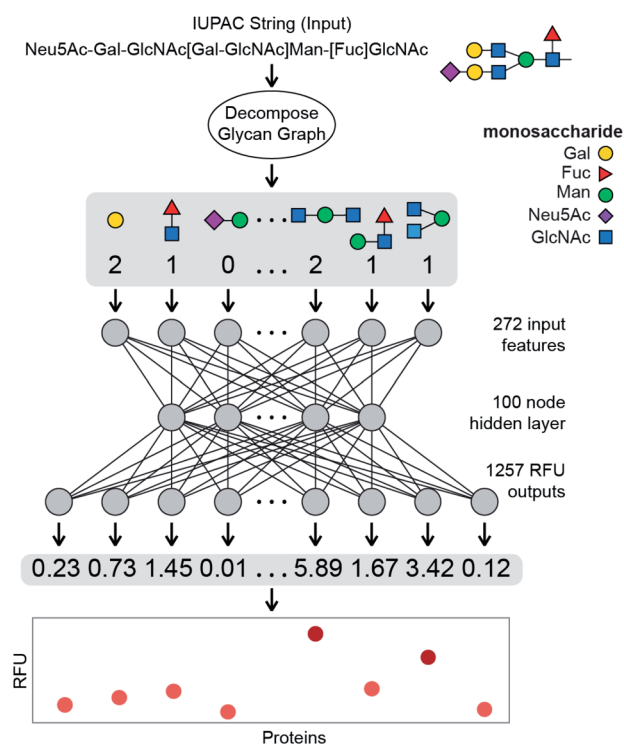 IUPAC String (Input)
Neu5Ac-Gal-GlcNAc[Gal-GlcNAc]Man-[Fuc]GlcNAc
Decompose
Glycan Graph
monosaccharide
Gal
Fuc
Man
Neu5Ac
GlcNAc
2 1 0 ... 2 1 1
272 input
features
100 node
hidden layer
1257 RFU
outputs
0.23 0.73 1.45 0.01 ... 5.89 1.67 3.42 0.12
RFU
Proteins